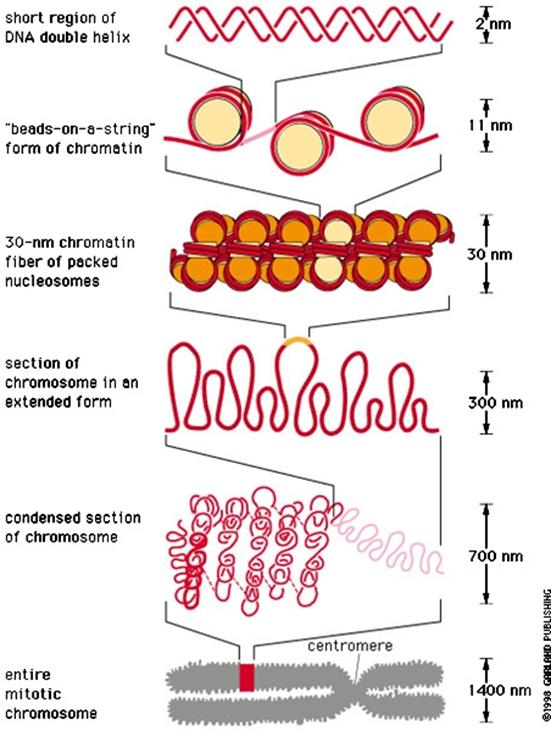 short region of
DNA double helix
2 nm
"beads-on-a-string"
form of chromatin
11 nm
30-nm chromatin
fiber of packed
nucleosomes
30 nm
section of
chromosome in an
extended form
300 nm
condensed section
of chromosome
700 nm
centromere
entire
mitotic
chromosome
1400 nm
©1998 GARLAND PUBLISHING